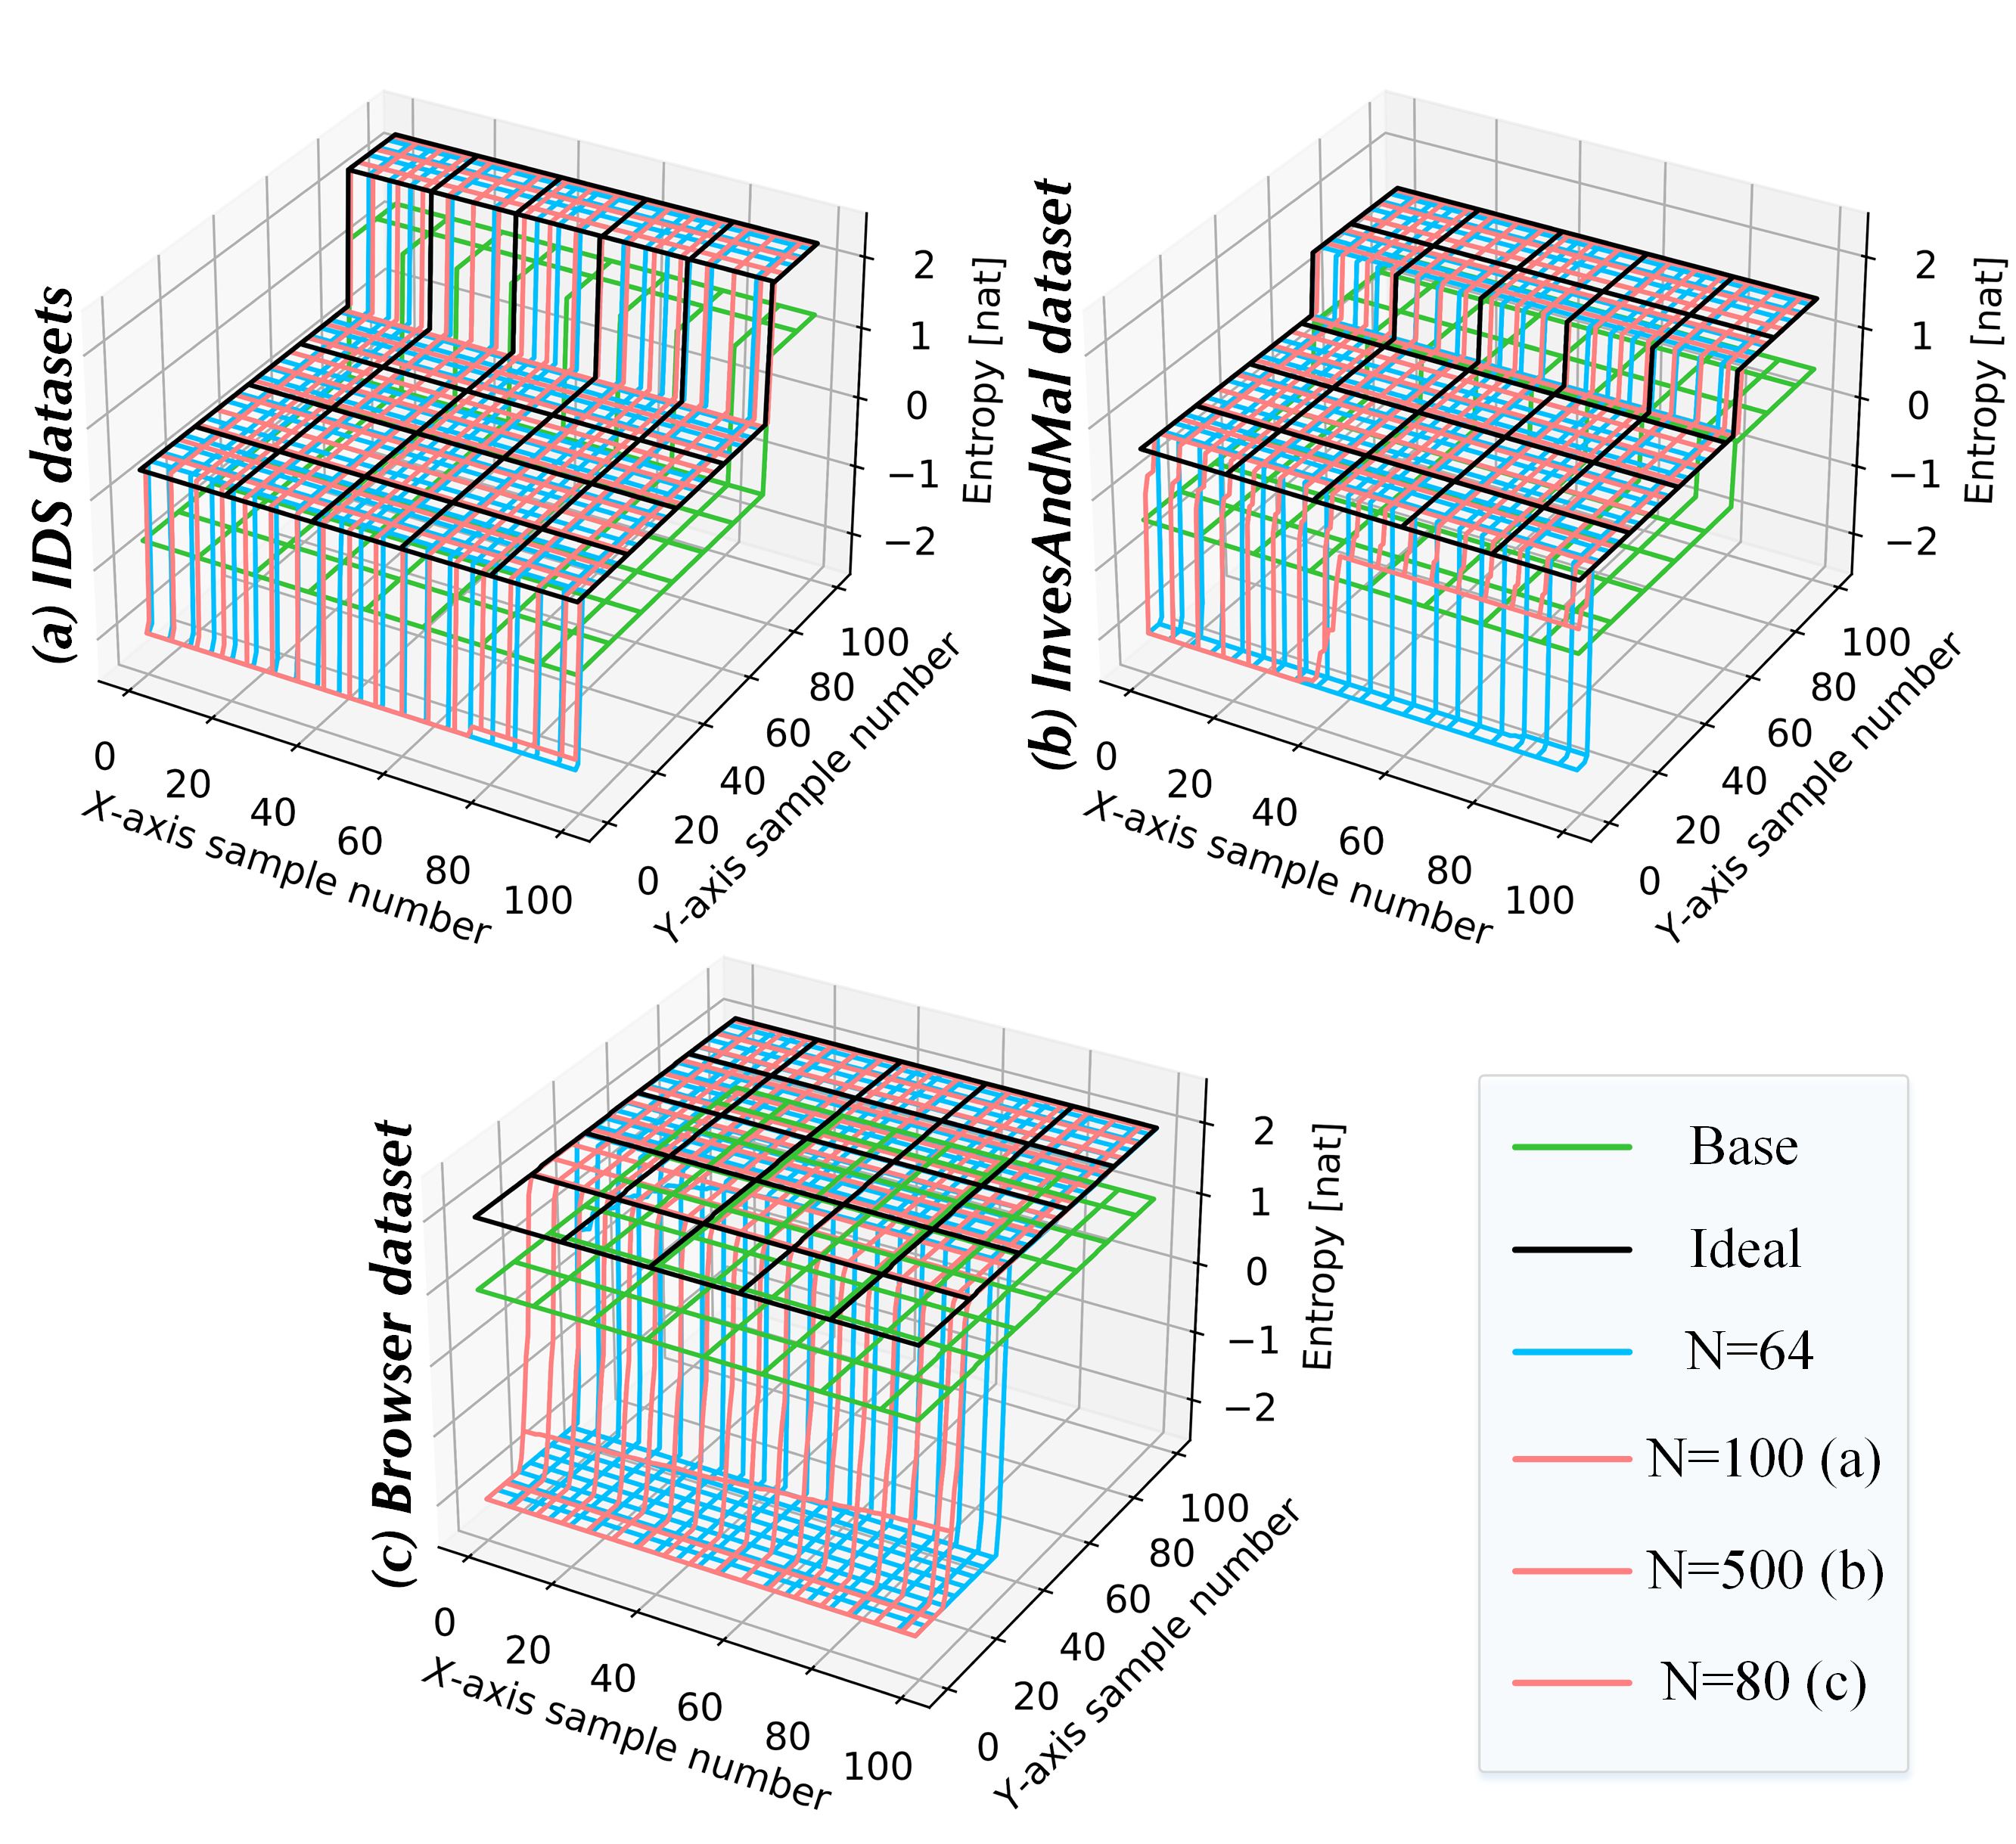 (a) IDS datasets
2
1
0
−1
−2
Entropy [nat]
0
20
40
60
80
100
X-axis sample number
0
20
40
60
80
100
Y-axis sample number
(b) InvesAndMal dataset
2
1
0
−1
−2
Entropy [nat]
0
20
40
60
80
100
X-axis sample number
0
20
40
60
80
100
Y-axis sample number
(c) Browser dataset
2
1
0
−1
−2
Entropy [nat]
0
20
40
60
80
100
X-axis sample number
0
20
40
60
80
100
Y-axis sample number
Base
Ideal
N=64
N=100 (a)
N=500 (b)
N=80 (c)